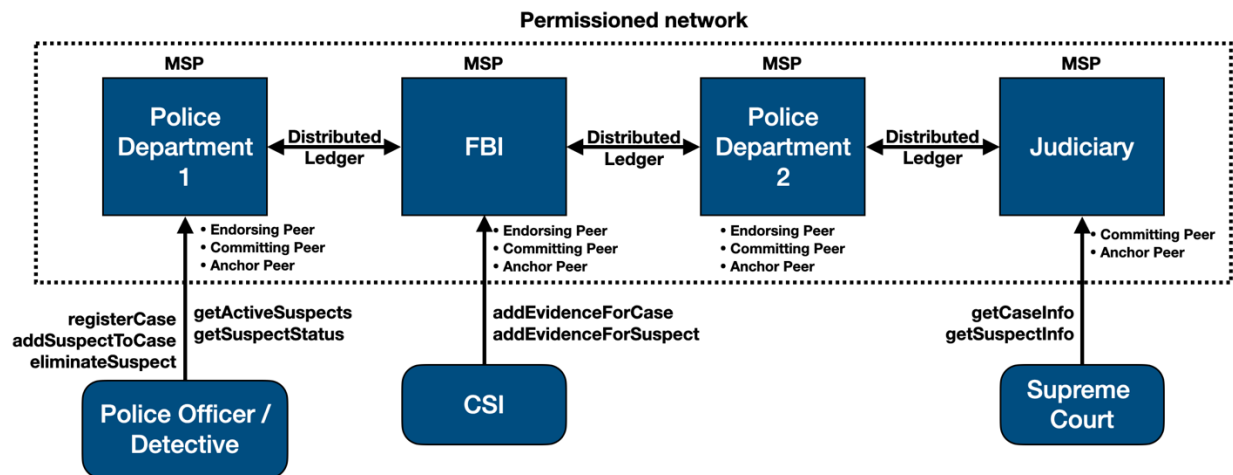 Permissioned network
MSP
MSP
MSP
MSP
Police
Department
1
Distributed
Ledger
FBI
Distributed
Ledger
Police
Department
2
Distributed
Ledger
Judiciary
• Endorsing Peer
• Committing Peer
• Anchor Peer
• Endorsing Peer
• Committing Peer
• Anchor Peer
• Endorsing Peer
• Committing Peer
• Anchor Peer
• Committing Peer
• Anchor Peer
registerCase
addSuspectToCase
eliminateSuspect
getActiveSuspects
getSuspectStatus
addEvidenceForCase
addEvidenceForSuspect
getCaseInfo
getSuspectInfo
Police Officer /
Detective
CSI
Supreme
Court